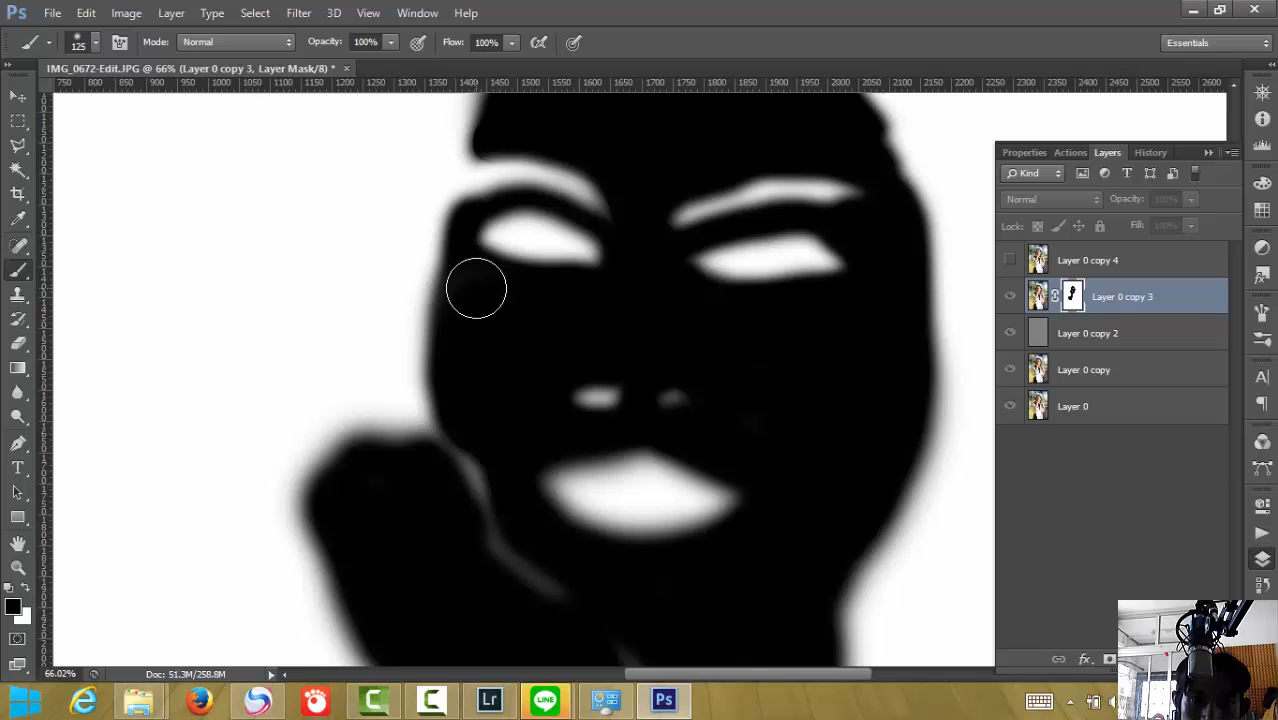 Ps File Edit Image Layer Type Select Filter 3D View Window Help
125 Mode: Normal Opacity: 100% Flow: 100% Essentials
IMG_0672-Edit.JPG @ 66% (Layer 0 copy 3, Layer Mask/8) * ×
750 800 850 900 950 1000 1050 1100 1150 1200 1250 1300 1350 1400 1450 1500 1550 1600 1650 1700 1750 1800 1850 1900 1950 2000 2050 2100 2150 2200 2250 2300 2350 2400 2450 2500 2550 2600
Properties Actions Layers History
Kind
Normal Opacity: 100%
Lock: Fill: 100%
Layer 0 copy 4
Layer 0 copy 3
Layer 0 copy 2
Layer 0 copy
Layer 0
66.02% Doc: 51.3M/258.8M
Lr LINE Ps